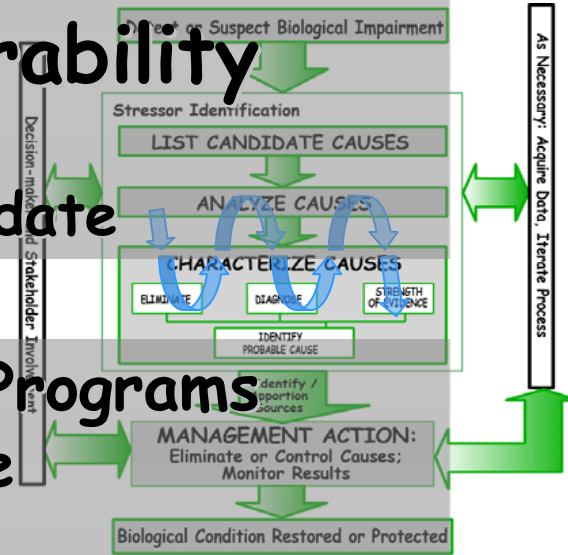 Detect or Suspect Biological Impairment
rability
Stressor Identification
LIST CANDIDATE CAUSES
ANALYZE CAUSES
date
CHARACTERIZE CAUSES
ELIMINATE
DIAGNOSE
STRENGTH
OF EVIDENCE
IDENTIFY
PROBABLE CAUSE
Identify /
Apportion
Sources
Programs
MANAGEMENT ACTION:
Eliminate or Control Causes;
Monitor Results
e
Biological Condition Restored or Protected
Decision-maker and Stakeholder Involvement
As Necessary: Acquire Data, Iterate Process